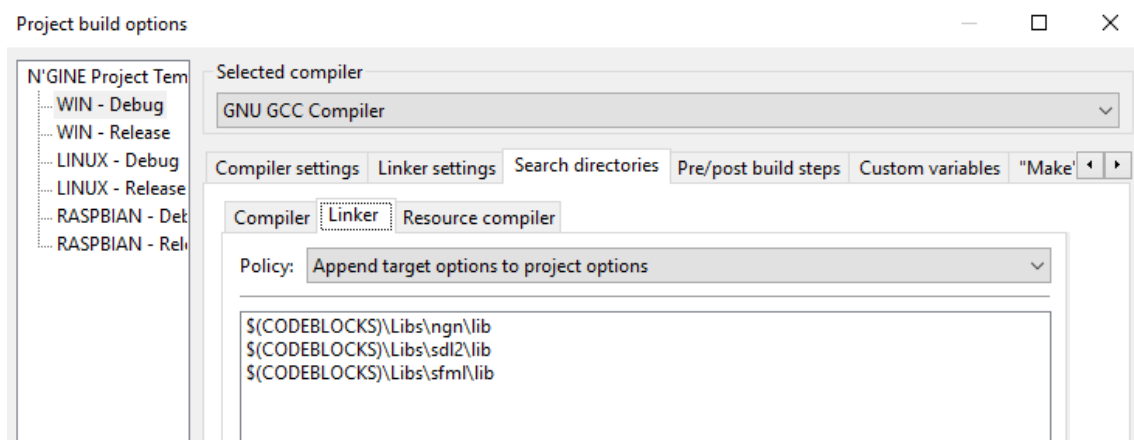 Project build options
N'GINE Project Tem
WIN - Debug
WIN - Release
LINUX - Debug
LINUX - Release
RASPBIAN - Deb
RASPBIAN - Rel
Selected compiler
GNU GCC Compiler
Compiler settings Linker settings Search directories Pre/post build steps Custom variables "Make"
Compiler Linker Resource compiler
Policy: Append target options to project options
$(CODEBLOCKS)\Libs\ngn\lib
$(CODEBLOCKS)\Libs\sdl2\lib
$(CODEBLOCKS)\Libs\sfml\lib